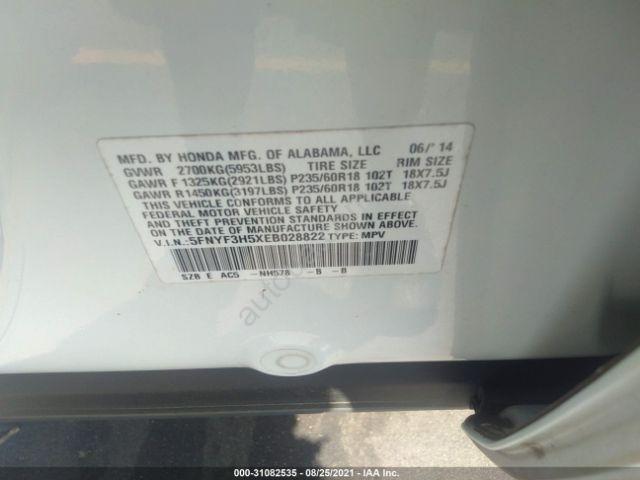 MFD. BY HONDA MFG. OF ALABAMA, LLC 06/'14
GVWR 2700KG(5953LBS) TIRE SIZE RIM SIZE
GAWR F 1325KG(2921LBS) P235/60R18 102T 18X7.5J
GAWR R1450KG(3197LBS) P235/60R18 102T 18X7.5J
THIS VEHICLE CONFORMS TO ALL APPLICABLE
FEDERAL MOTOR VEHICLE SAFETY, BUMPER,
AND THEFT PREVENTION STANDARDS IN EFFECT ON
THE DATE OF MANUFACTURE SHOWN ABOVE.
V.I.N.:5FNYF3H5XEB028822 TYPE: MPV
SZB E AC5 -NH578 -B -B
000-31082535 - 08/25/2021 - IAA Inc.